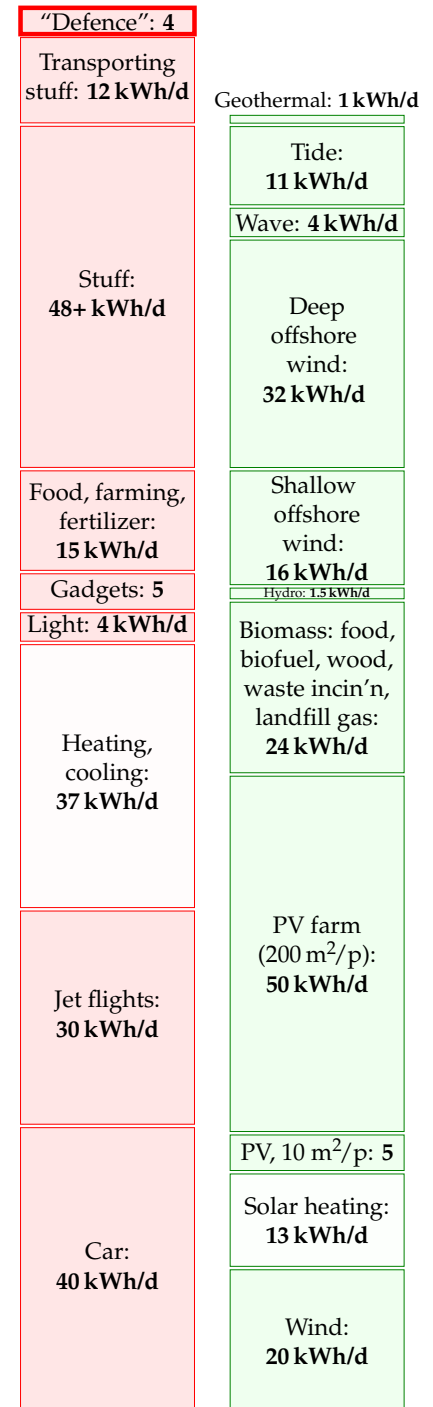 “Defence”: 4
Transporting
stuff: 12 kWh/d
Stuff:
48+ kWh/d
Food, farming,
fertilizer:
15 kWh/d
Gadgets: 5
Light: 4 kWh/d
Heating,
cooling:
37 kWh/d
Jet flights:
30 kWh/d
Car:
40 kWh/d
Geothermal: 1 kWh/d
Tide:
11 kWh/d
Wave: 4 kWh/d
Deep
offshore
wind:
32 kWh/d
Shallow
offshore
wind:
16 kWh/d
Hydro: 1.5 kWh/d
Biomass: food,
biofuel, wood,
waste incin’n,
landfill gas:
24 kWh/d
PV farm
(200 m²/p):
50 kWh/d
PV, 10 m²/p: 5
Solar heating:
13 kWh/d
Wind:
20 kWh/d